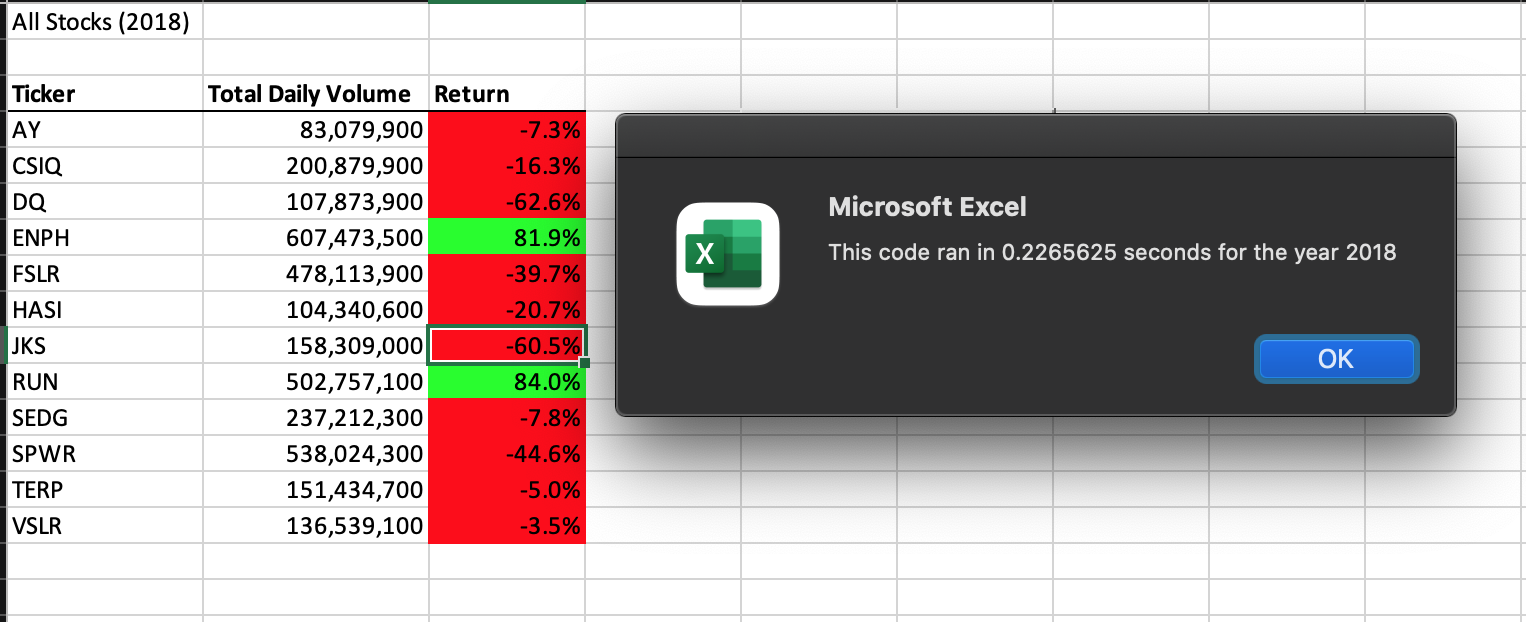 All Stocks (2018)
Ticker Total Daily Volume Return
AY 83,079,900 -7.3%
CSIQ 200,879,900 -16.3%
DQ 107,873,900 -62.6%
ENPH 607,473,500 81.9%
FSLR 478,113,900 -39.7%
HASI 104,340,600 -20.7%
JKS 158,309,000 -60.5%
RUN 502,757,100 84.0%
SEDG 237,212,300 -7.8%
SPWR 538,024,300 -44.6%
TERP 151,434,700 -5.0%
VSLR 136,539,100 -3.5%
X
Microsoft Excel
This code ran in 0.2265625 seconds for the year 2018
OK